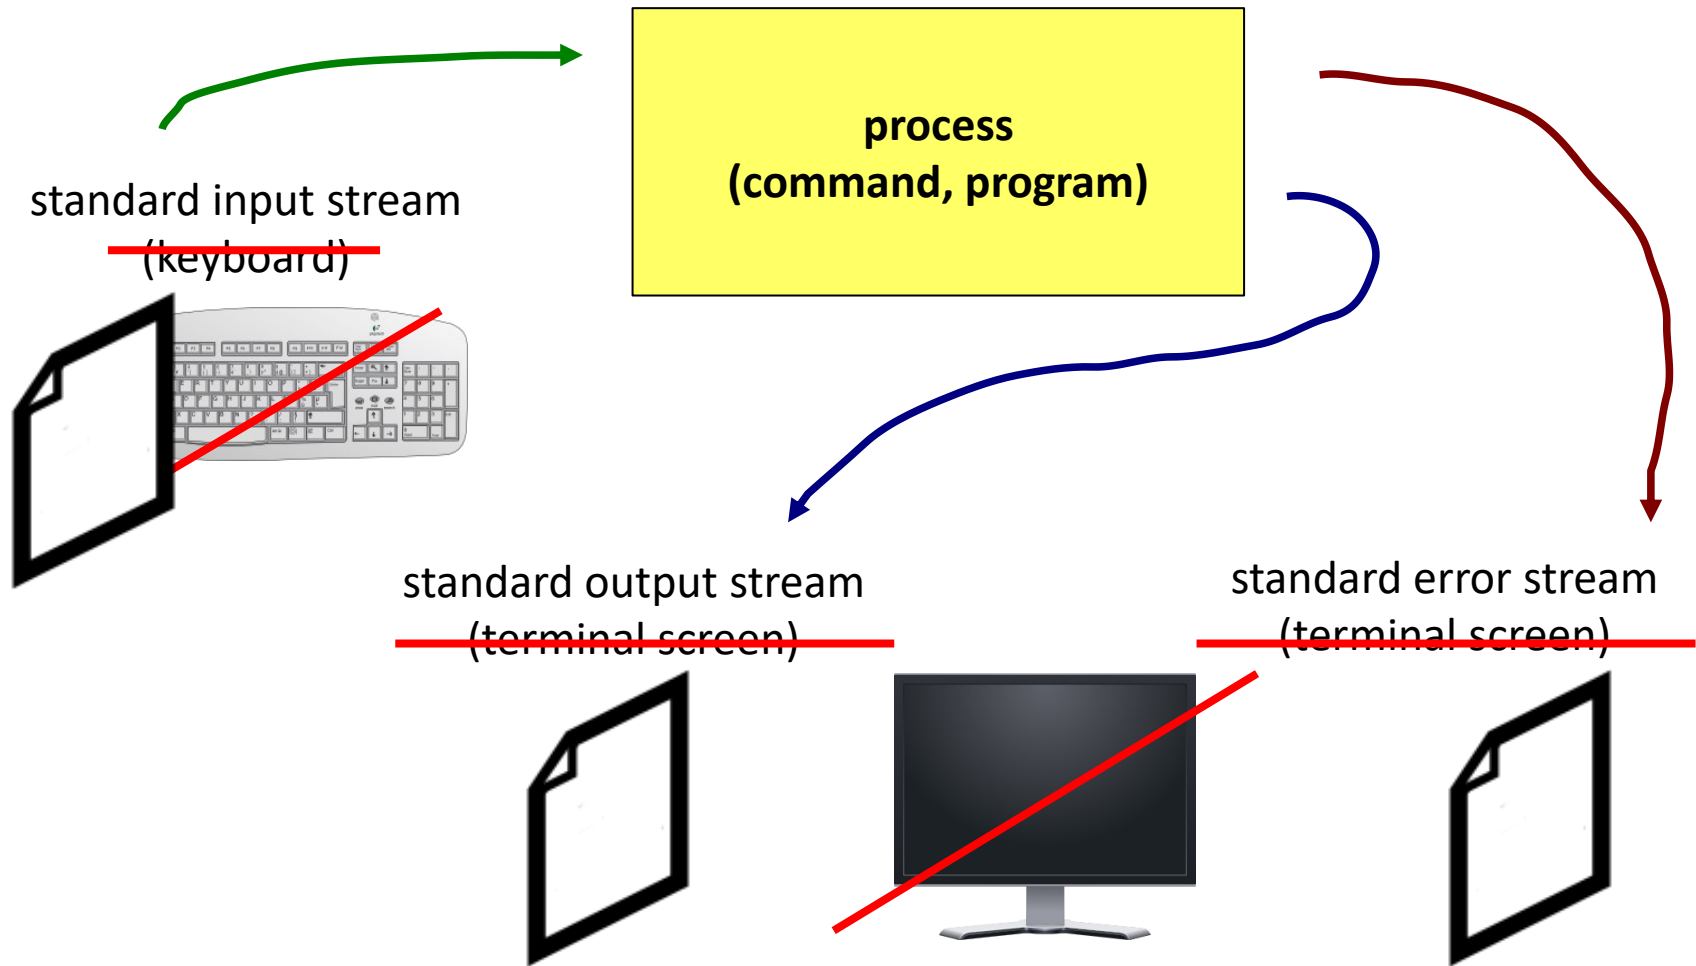 process
(command, program)
standard input stream
(keyboard)
standard output stream
(terminal screen)
standard error stream
(terminal screen)